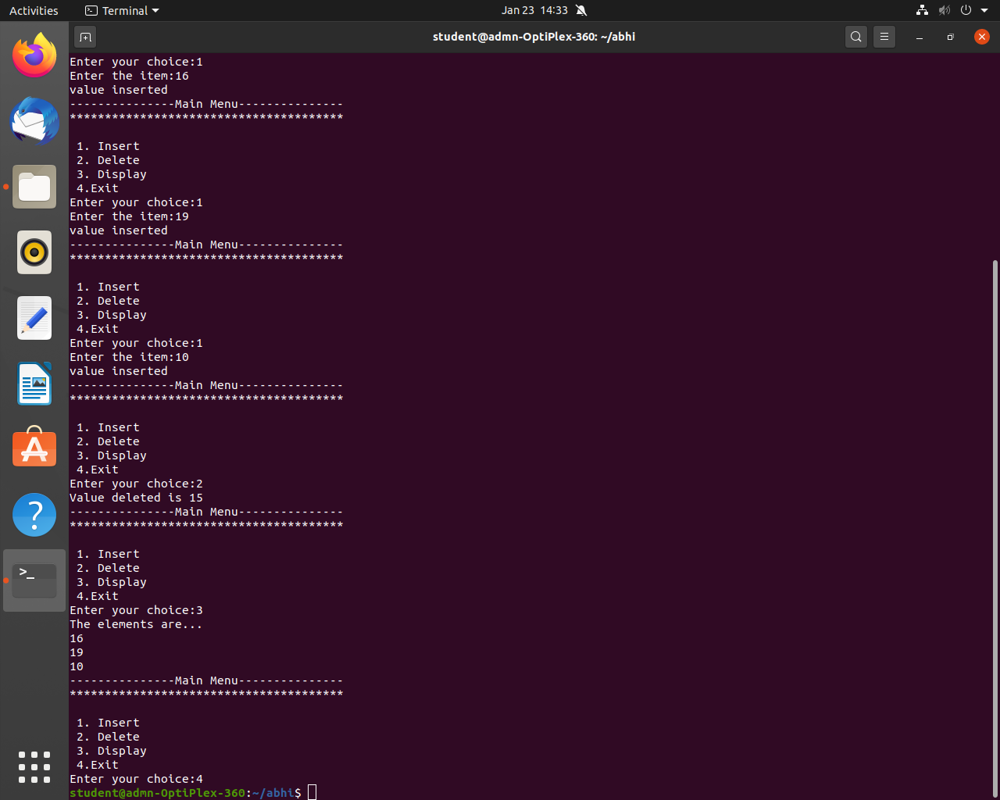 Activities Terminal Jan 23 14:33
student@admn-OptiPlex-360: ~/abhi
Enter your choice:1
Enter the item:16
value inserted
---------------Main Menu---------------
***************************************
1. Insert
2. Delete
3. Display
4.Exit
Enter your choice:1
Enter the item:19
value inserted
---------------Main Menu---------------
***************************************
1. Insert
2. Delete
3. Display
4.Exit
Enter your choice:1
Enter the item:10
value inserted
---------------Main Menu---------------
***************************************
1. Insert
2. Delete
3. Display
4.Exit
Enter your choice:2
Value deleted is 15
---------------Main Menu---------------
***************************************
1. Insert
2. Delete
3. Display
4.Exit
Enter your choice:3
The elements are...
16
19
10
---------------Main Menu---------------
***************************************
1. Insert
2. Delete
3. Display
4.Exit
Enter your choice:4
student@admn-OptiPlex-360:~/abhi$